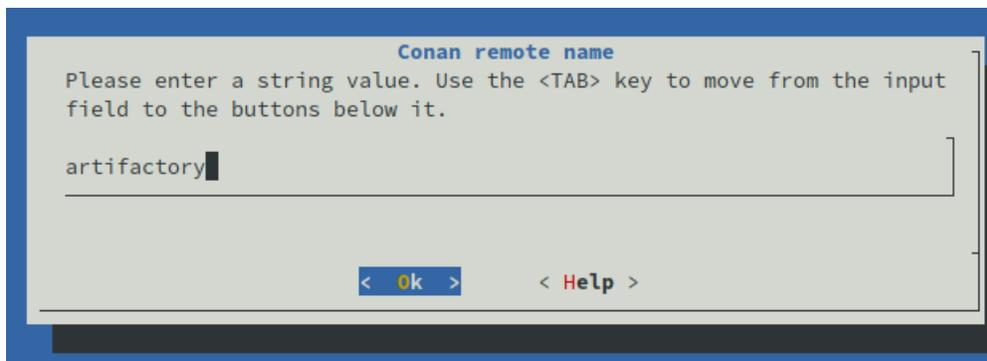 Conan remote name
Please enter a string value. Use the <TAB> key to move from the input
field to the buttons below it.
artifactory
< Ok > < Help >